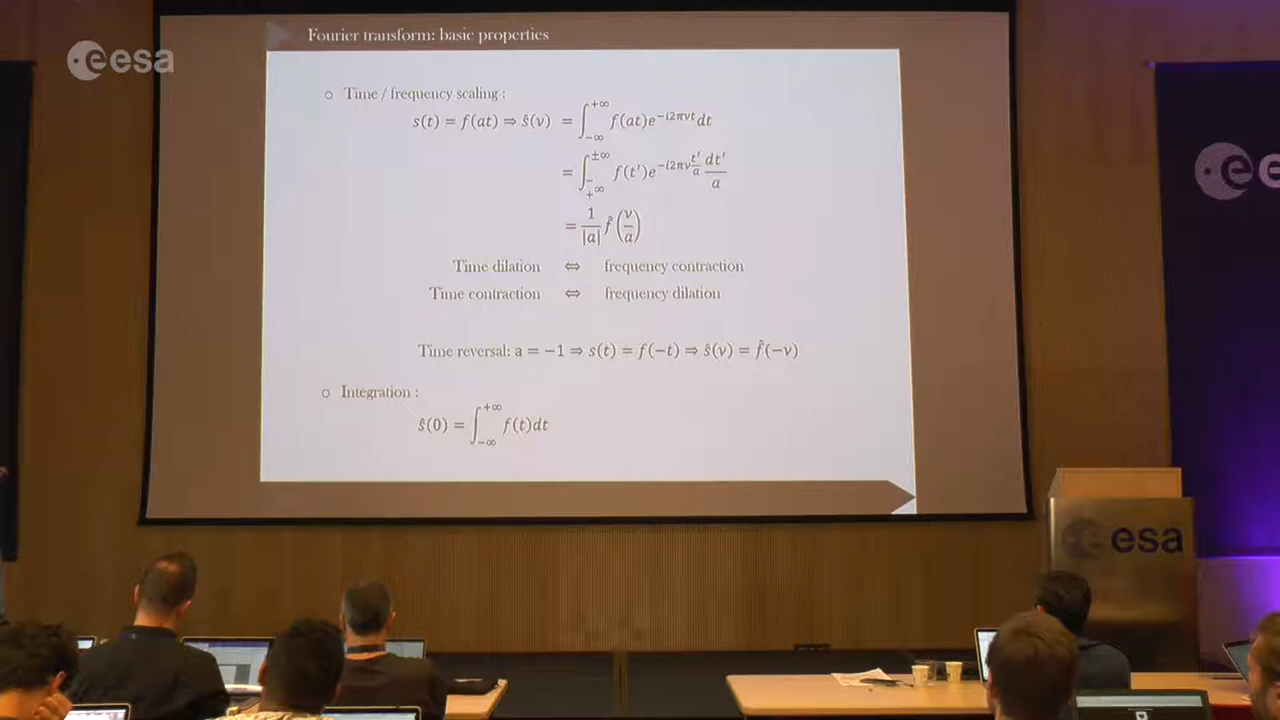 Fourier transform: basic properties
esa
○ Time / frequency scaling :
s(t) = f(at) ⇒ ŝ(ν) = ∫_{−∞}^{+∞} f(at)e^{−i2πνt}dt
= ∫_{−+∞}^{±∞} f(t′)e^{−i2πν t′/a} dt′/a
= 1/|a| f̂(ν/a)
Time dilation ⇔ frequency contraction
Time contraction ⇔ frequency dilation
Time reversal: a = −1 ⇒ s(t) = f(−t) ⇒ ŝ(ν) = f̂(−ν)
○ Integration :
ŝ(0) = ∫_{−∞}^{+∞} f(t)dt
esa